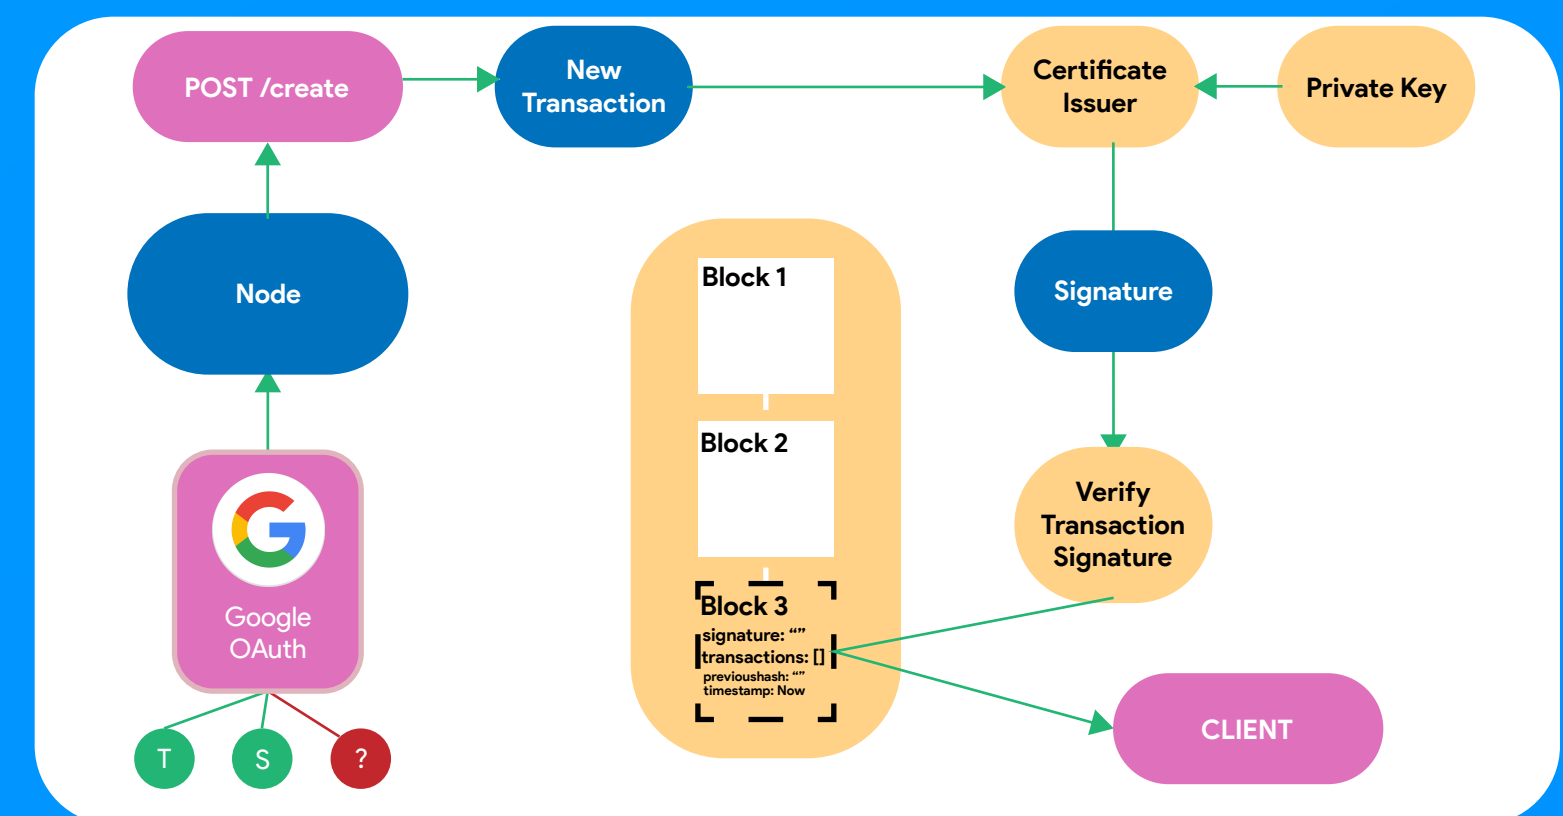 POST /create
New
Transaction
Certificate
Issuer
Private Key
Node
Signature
Block 1
Block 2
Block 3
signature: “”
transactions: []
previoushash: “”
timestamp: Now
Verify
Transaction
Signature
Google
OAuth
T
S
?
CLIENT